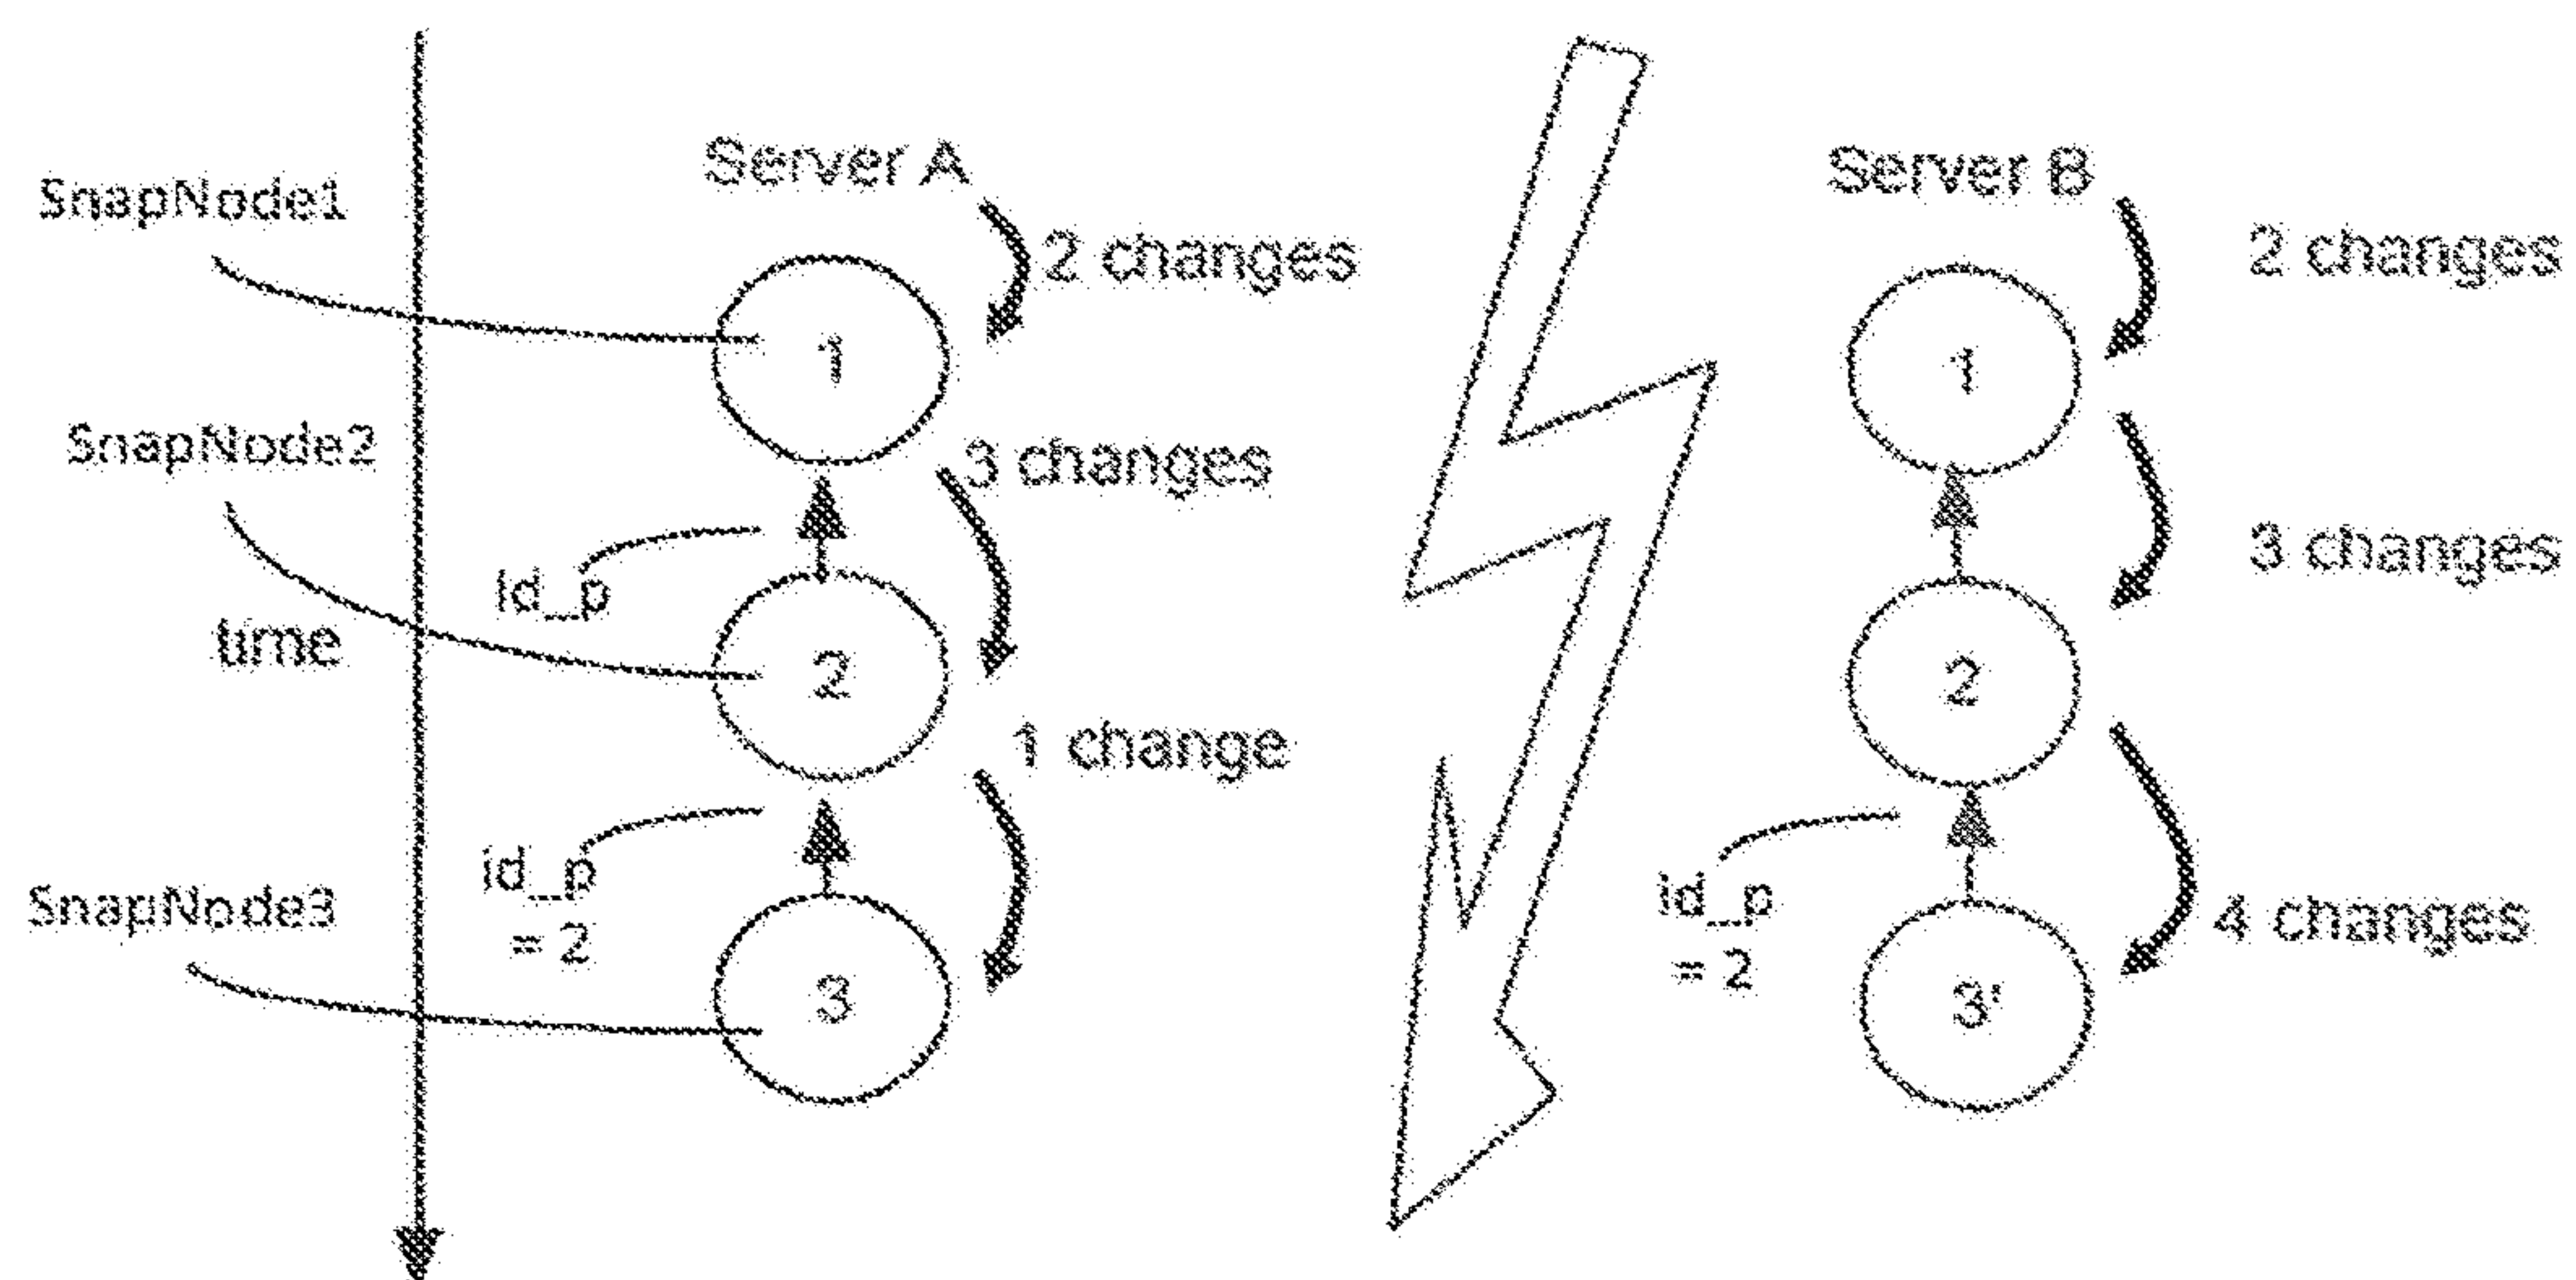 Server A
Server B
SnapNode1
2 changes
2 changes
1
1
SnapNode2
3 changes
3 changes
id_p
time
2
2
1 change
id_p
= 2
id_p
= 2
SnapNode3
4 changes
3
3'